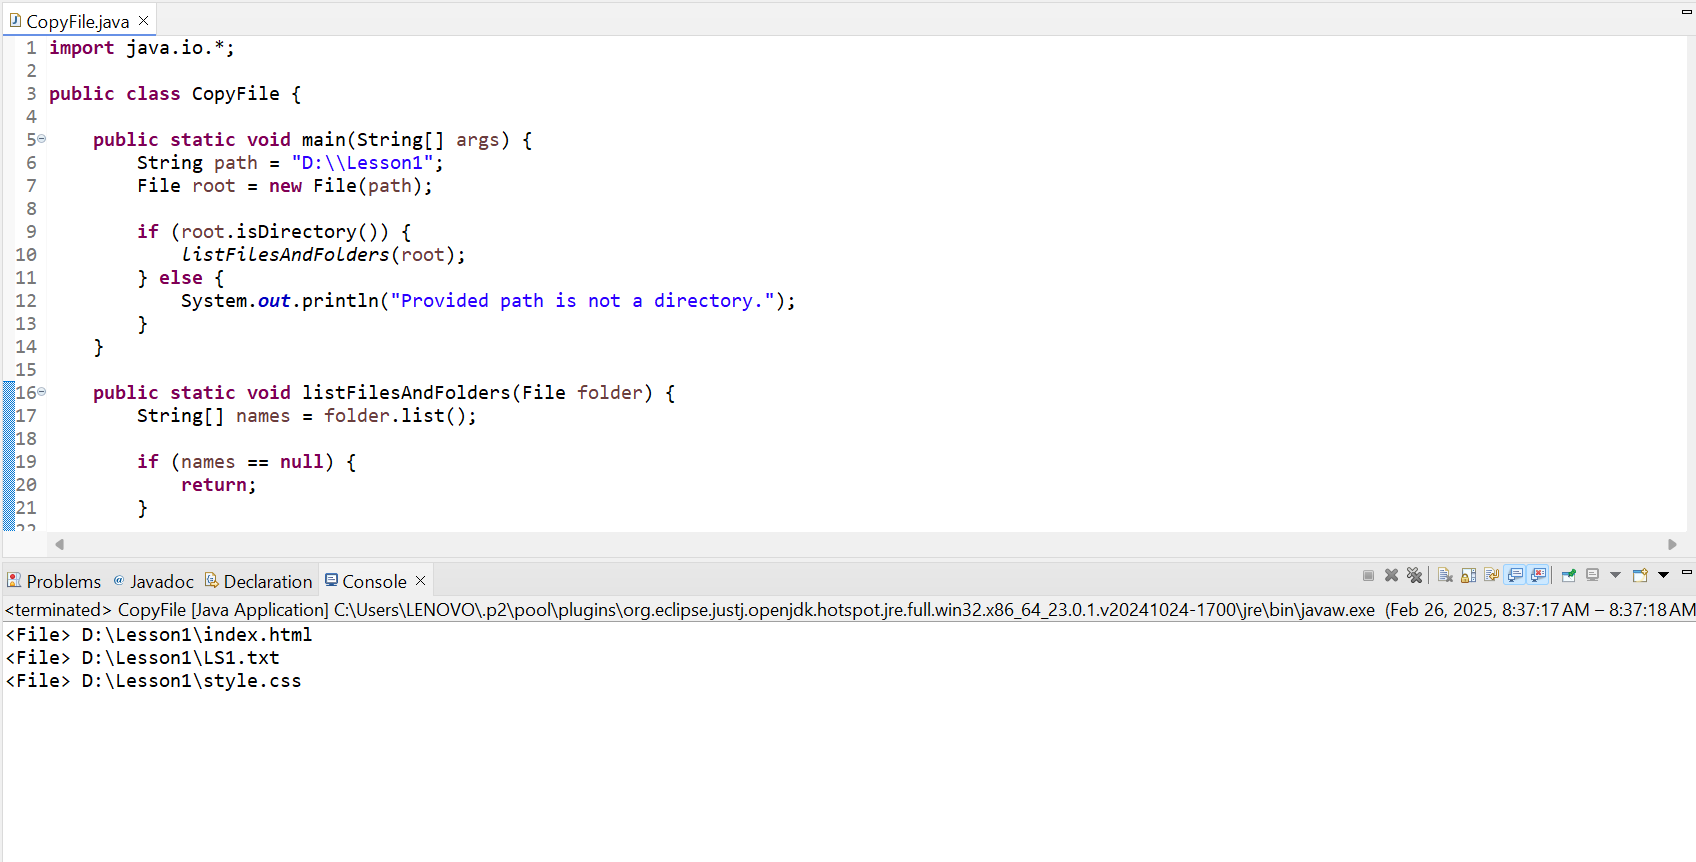 CopyFile.java
1 import java.io.*;
2
3 public class CopyFile {
4
5     public static void main(String[] args) {
6         String path = "D:\\Lesson1";
7         File root = new File(path);
8
9         if (root.isDirectory()) {
10             listFilesAndFolders(root);
11         } else {
12             System.out.println("Provided path is not a directory.");
13         }
14     }
15
16     public static void listFilesAndFolders(File folder) {
17         String[] names = folder.list();
18
19         if (names == null) {
20             return;
21         }
22
Problems @ Javadoc Declaration Console
<terminated> CopyFile [Java Application] C:\Users\LENOVO\.p2\pool\plugins\org.eclipse.justj.openjdk.hotspot.jre.full.win32.x86_64_23.0.1.v20241024-1700\jre\bin\javaw.exe (Feb 26, 2025, 8:37:17 AM – 8:37:18 AM
<File> D:\Lesson1\index.html
<File> D:\Lesson1\LS1.txt
<File> D:\Lesson1\style.css